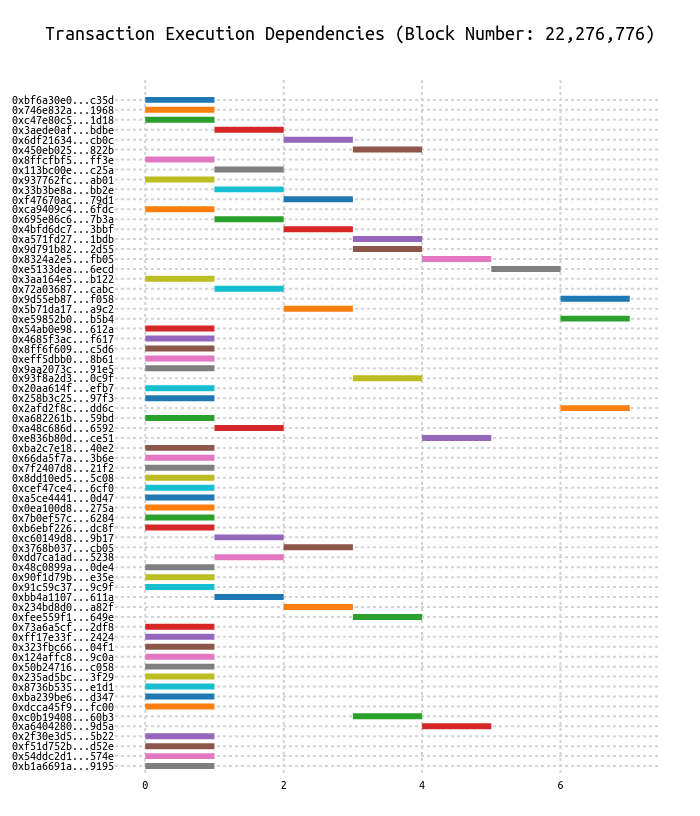 Transaction Execution Dependencies (Block Number: 22,276,776)
0xbf6a30e0...c35d
0x746e832a...1968
0xc47e80c5...1d18
0x3aede0af...bdbe
0x6df21634...cb0c
0x450eb025...822b
0x8ffcfbf5...ff3e
0x113bc00e...c25a
0x937762fc...ab01
0x33b3be8a...bb2e
0xf47670ac...79d1
0xca9409c4...6fdc
0x695e86c6...7b3a
0x4bfd6dc7...3bbf
0xa571fd27...1bdb
0x9d791b82...2d55
0x8324a2e5...fb05
0xe5133dea...6ecd
0x3aa164e5...b122
0x72a03687...cabc
0x9d55eb87...f058
0x5b71da17...a9c2
0xe59852b0...b5b4
0x54ab0e98...612a
0x4685f3ac...f617
0x8ff6f609...c5d6
0xeff5dbb0...8b61
0x9aa2073c...91e5
0x93f8a2d3...0c9f
0x20aa614f...efb7
0x258b3c25...97f3
0x2afd2f8c...dd6c
0xa682261b...59bd
0xa48c686d...6592
0xe836b80d...ce51
0xba2c7e18...40e2
0x66da5f7a...3b6e
0x7f2407d8...21f2
0x8dd10ed5...5c08
0xcef47ce4...6cf0
0xa5ce4441...0d47
0x0ea100d8...275a
0x7b0ef57c...6284
0xb6ebf226...dc8f
0xc60149d8...9b17
0x3768b037...cb05
0xdd7ca1ad...5238
0x48c0899a...0de4
0x90f1d79b...e35e
0x91c59c37...9c9f
0xbb4a1107...611a
0x234bd8d0...a82f
0xfee559f1...649e
0x73a6a5cf...2df8
0xff17e33f...2424
0x323fbc66...04f1
0x124affc8...9c0a
0x50b24716...c058
0x235ad5bc...3f29
0x8736b535...e1d1
0xba239be6...d347
0xdcca45f9...fc00
0xc0b19408...60b3
0xa6404280...9d5a
0x2f30e3d5...5b22
0xf51d752b...d52e
0x54ddc2d1...574e
0xb1a6691a...9195
0 2 4 6